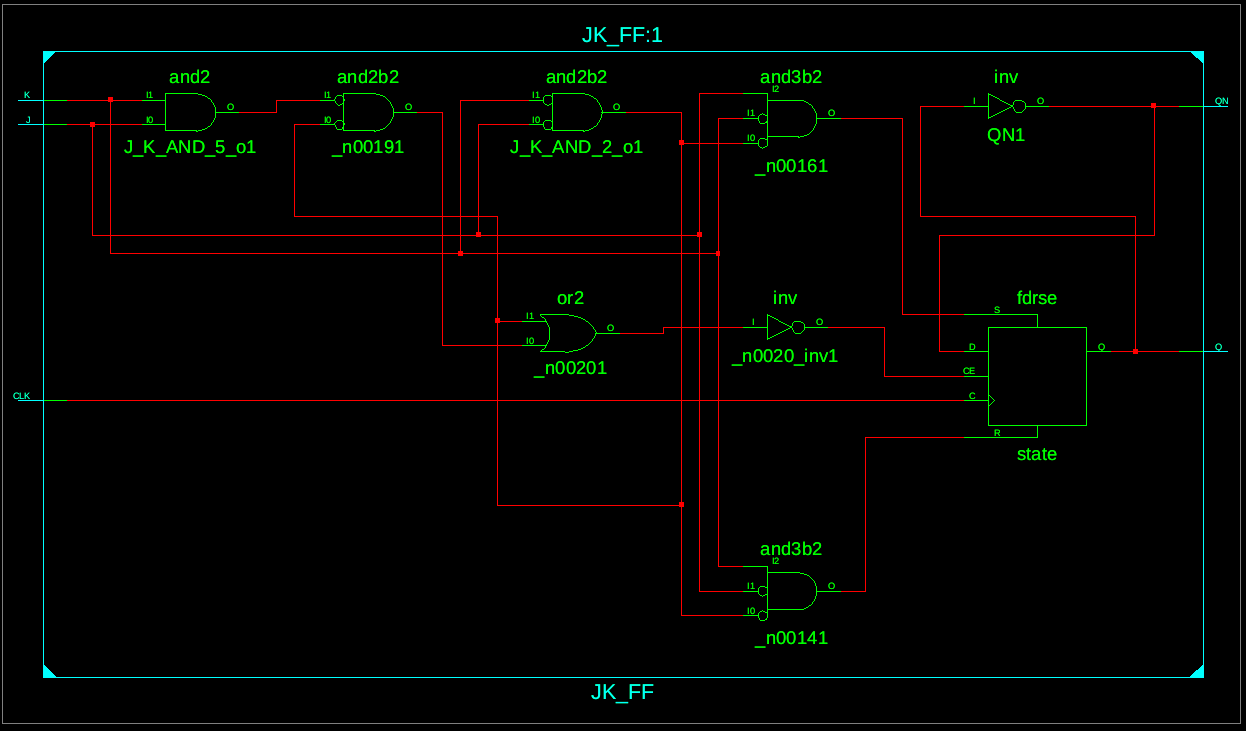 JK_FF:1
and2
and2b2
and2b2
and3b2
inv
K
I1
O
I1
O
I1
O
I2
I1
O
I
O
QN
J
I0
I0
I0
I0
J_K_AND_5_o1
_n00191
J_K_AND_2_o1
_n00161
QN1
or2
inv
fdrse
I1
O
I0
I
O
S
_n00201
_n0020_inv1
D
Q
Q
CE
CLK
C
R
state
and3b2
I2
I1
O
I0
_n00141
JK_FF